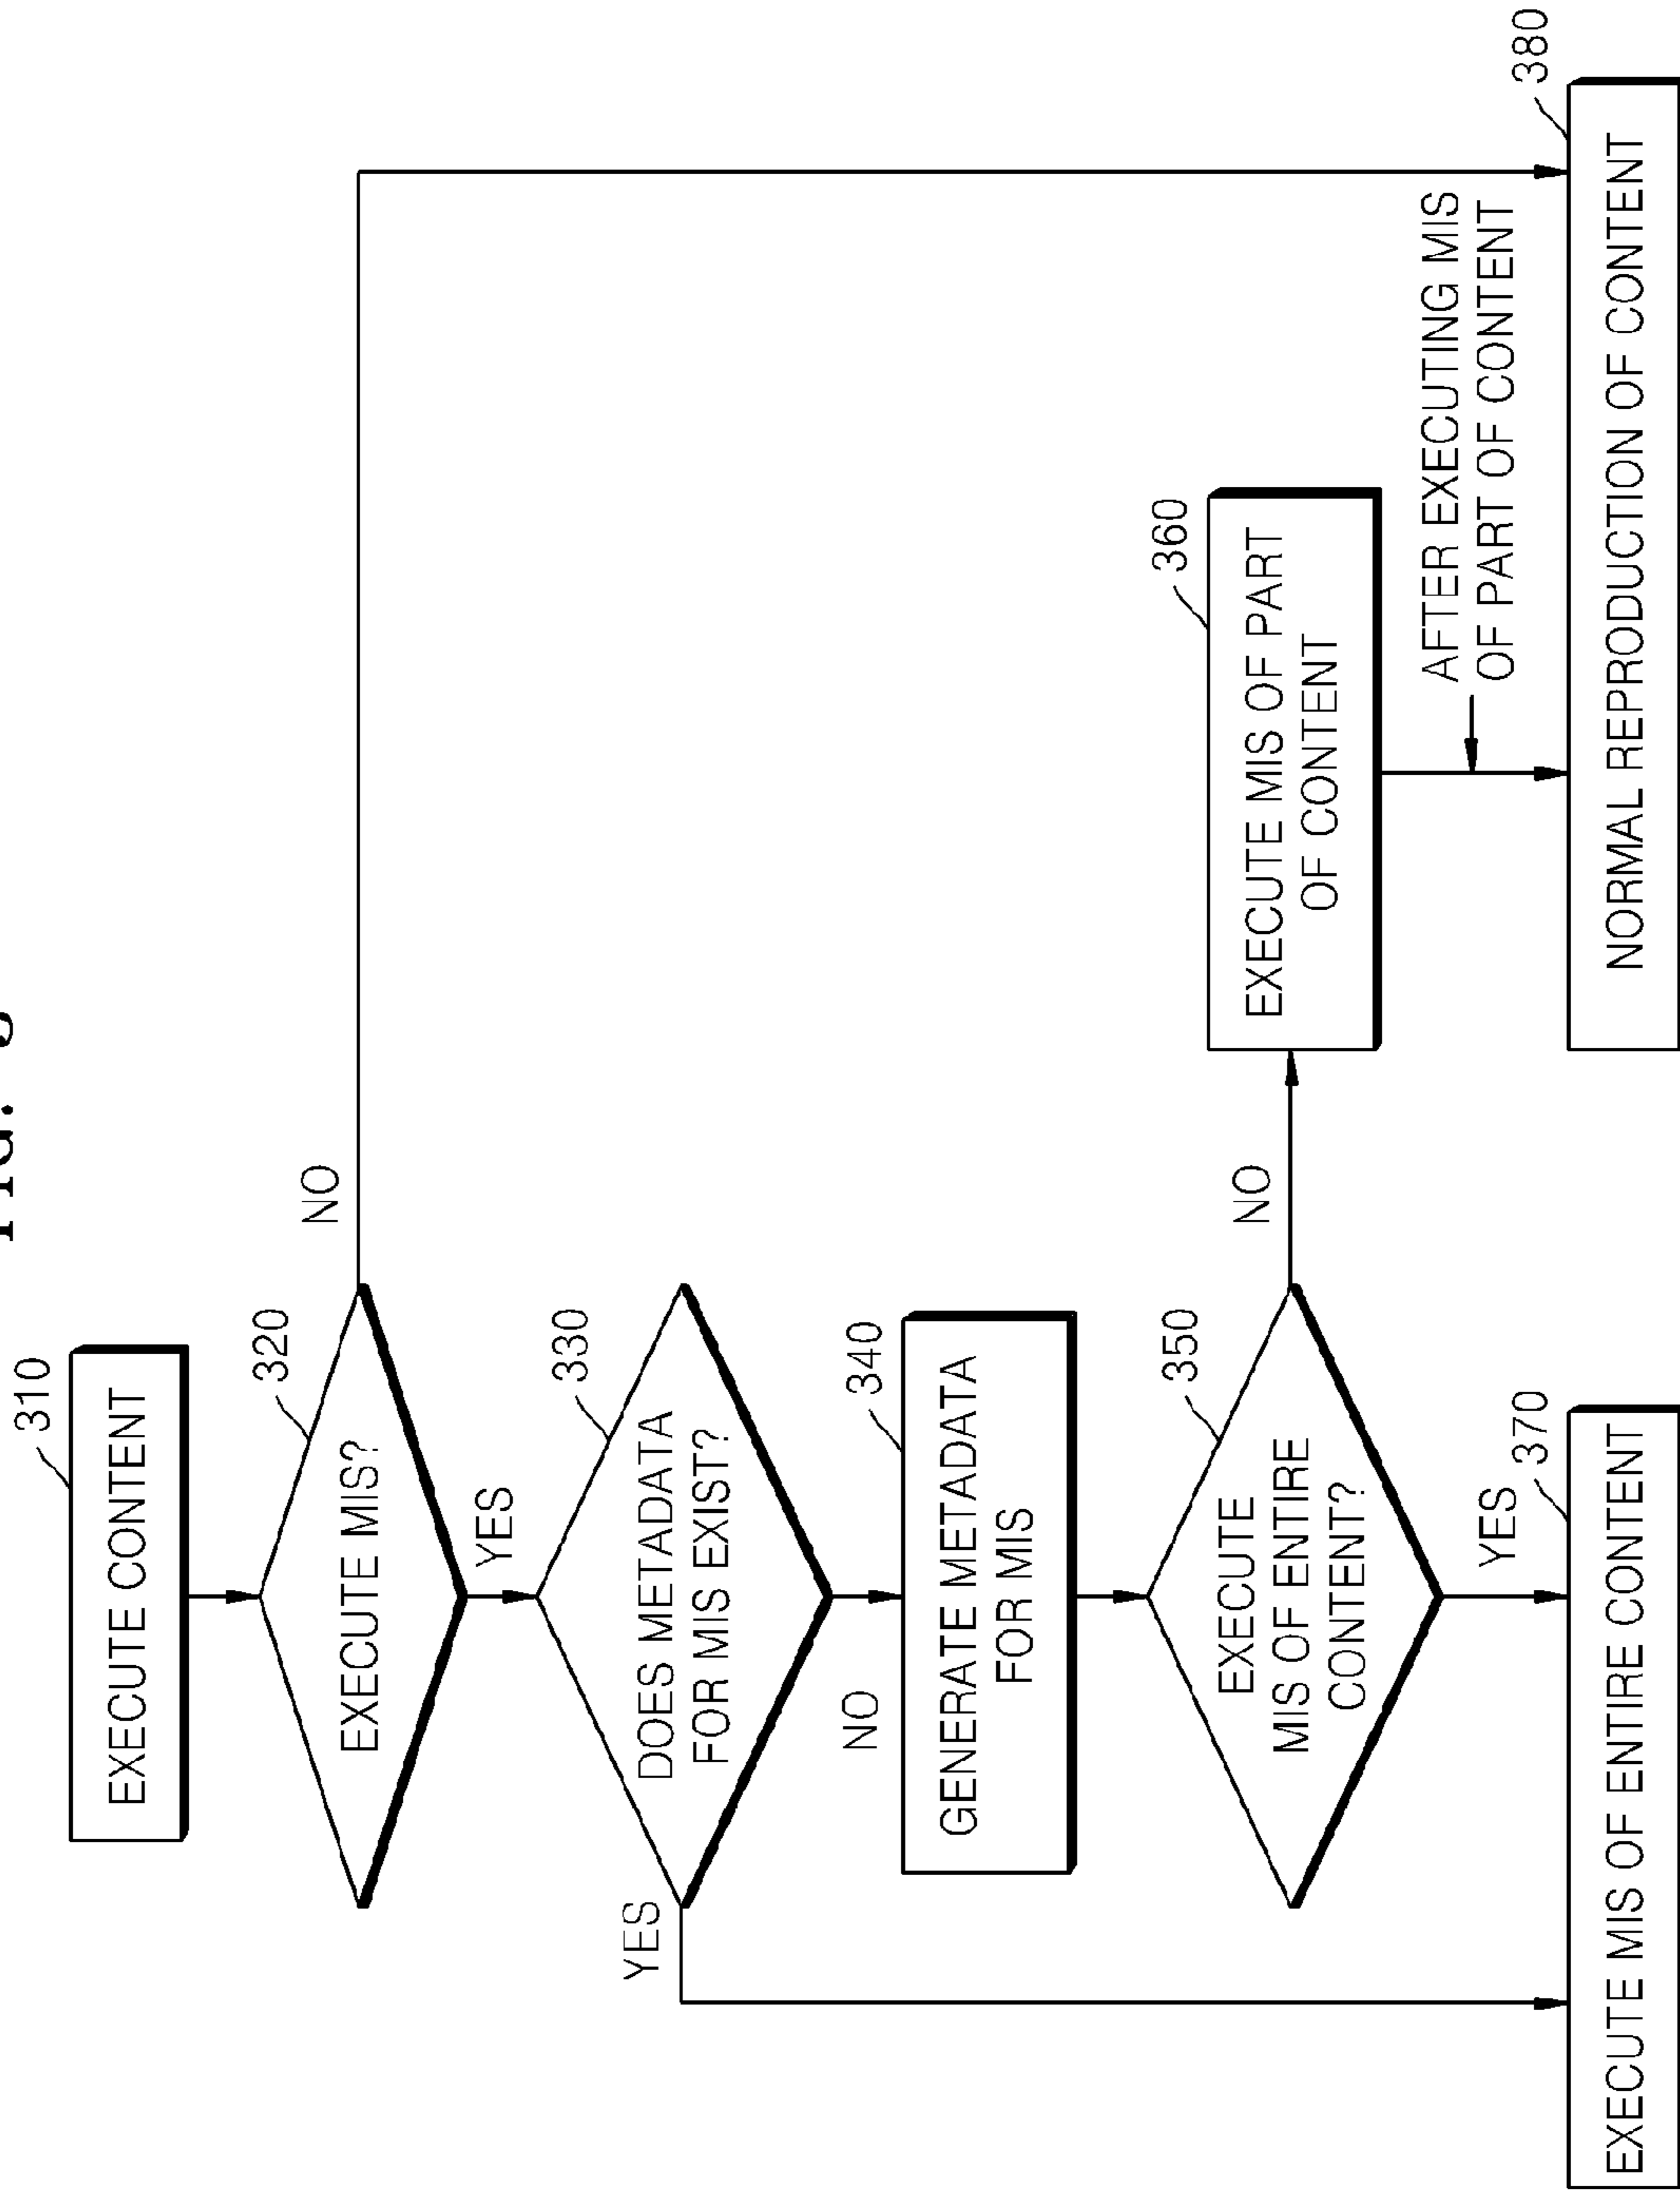 310
EXECUTE CONTENT
320
EXECUTE MIS?
NO
YES
330
DOES METADATA
FOR MIS EXIST?
YES
NO
340
GENERATE METADATA
FOR MIS
350
EXECUTE
MIS OF ENTIRE
CONTENT?
NO
YES
360
EXECUTE MIS OF PART
OF CONTENT
AFTER EXECUTING MIS
OF PART OF CONTENT
370
EXECUTE MIS OF ENTIRE CONTENT
380
NORMAL REPRODUCTION OF CONTENT